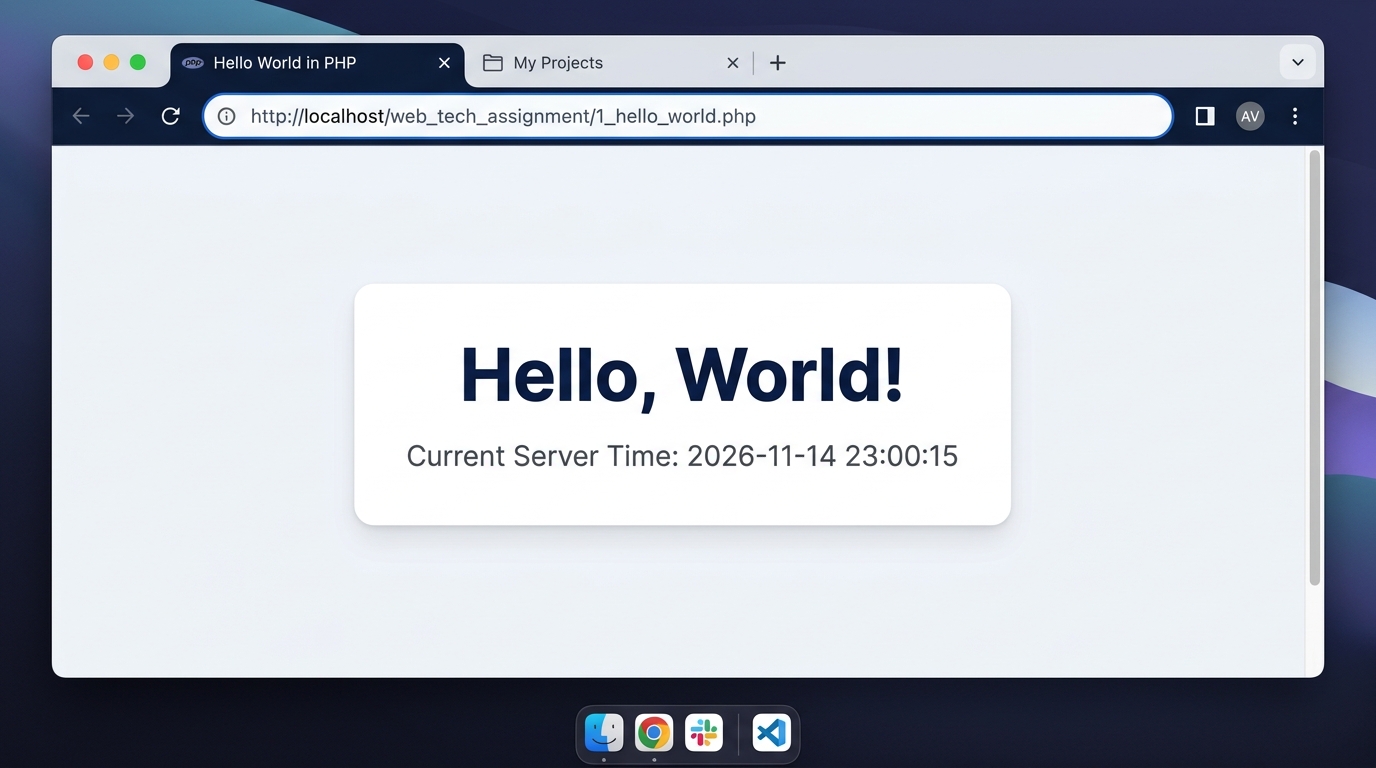 php Hello World in PHP
My Projects
http://localhost/web_tech_assignment/1_hello_world.php
AV
Hello, World!
Current Server Time: 2026-11-14 23:00:15